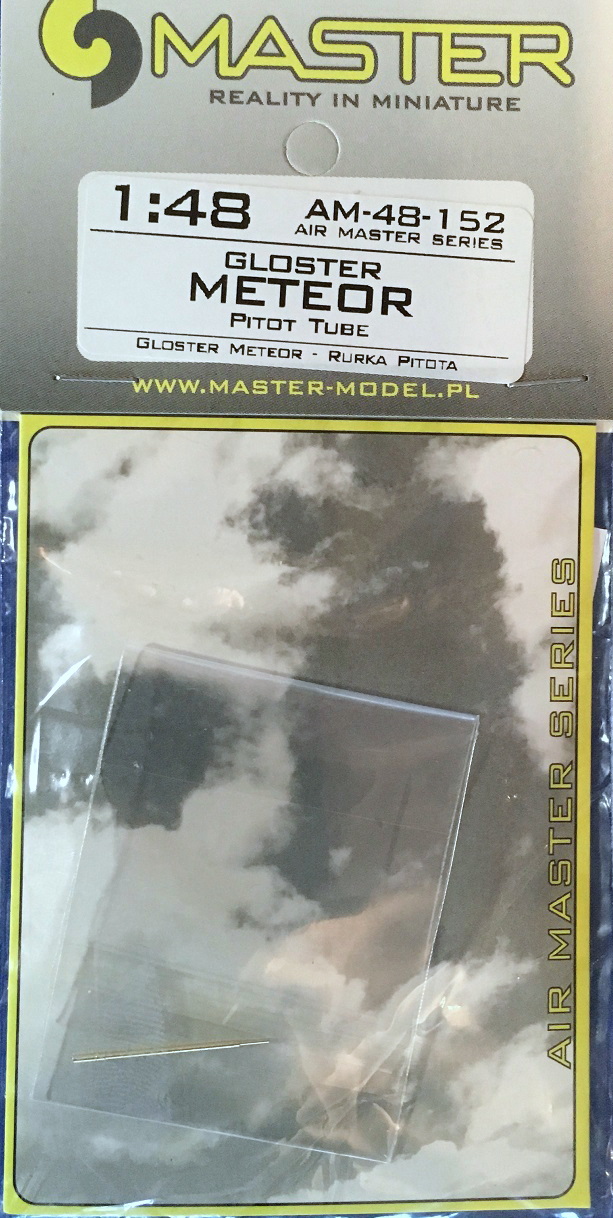 MASTER
REALITY IN MINIATURE
1:48 AM-48-152
AIR MASTER SERIES
GLOSTER
METEOR
PITOT TUBE
GLOSTER METEOR - RURKA PITOTA
WWW.MASTER-MODEL.PL
AIR MASTER SERIES